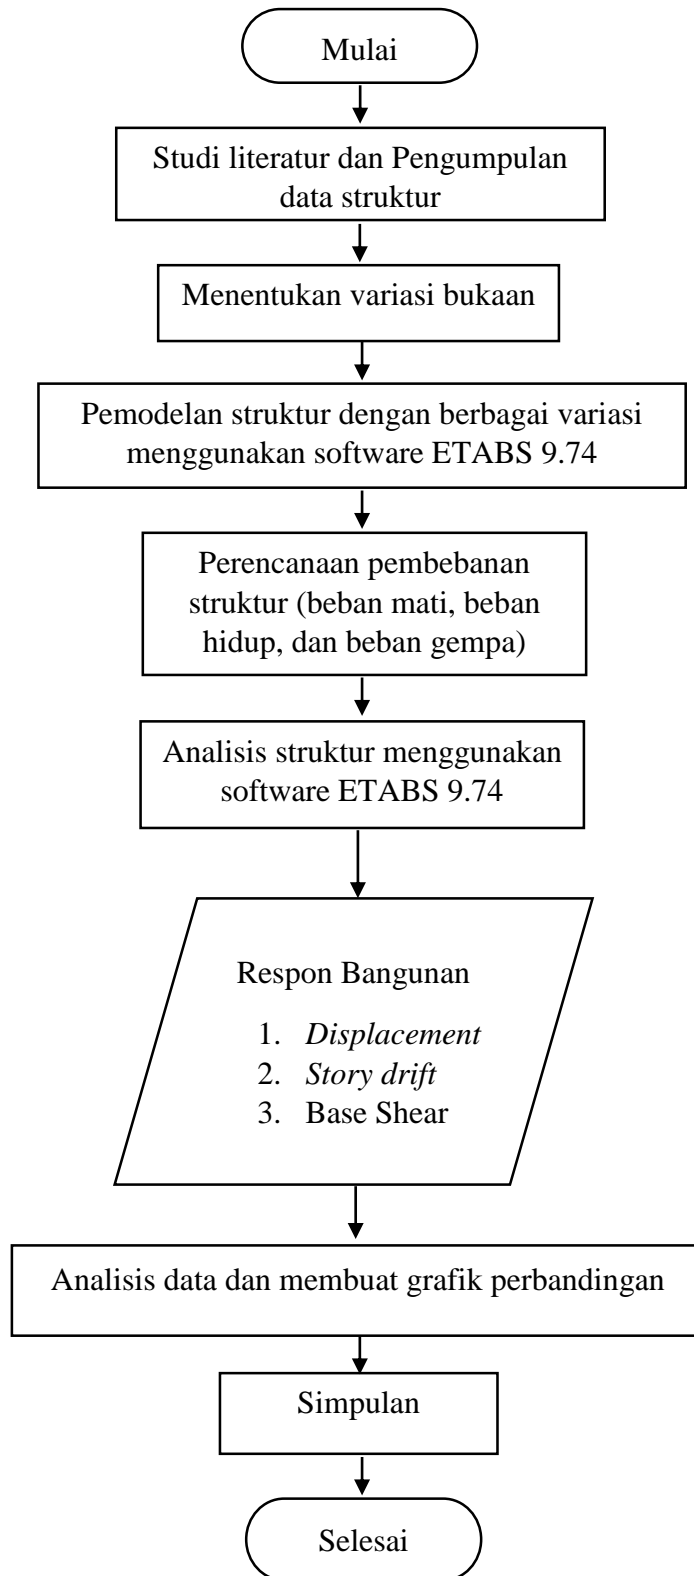 Mulai
Studi literatur dan Pengumpulan
data struktur
Menentukan variasi bukaan
Pemodelan struktur dengan berbagai variasi
menggunakan software ETABS 9.74
Perencanaan pembebanan
struktur (beban mati, beban
hidup, dan beban gempa)
Analisis struktur menggunakan
software ETABS 9.74
Respon Bangunan
1. Displacement
2. Story drift
3. Base Shear
Analisis data dan membuat grafik perbandingan
Simpulan
Selesai